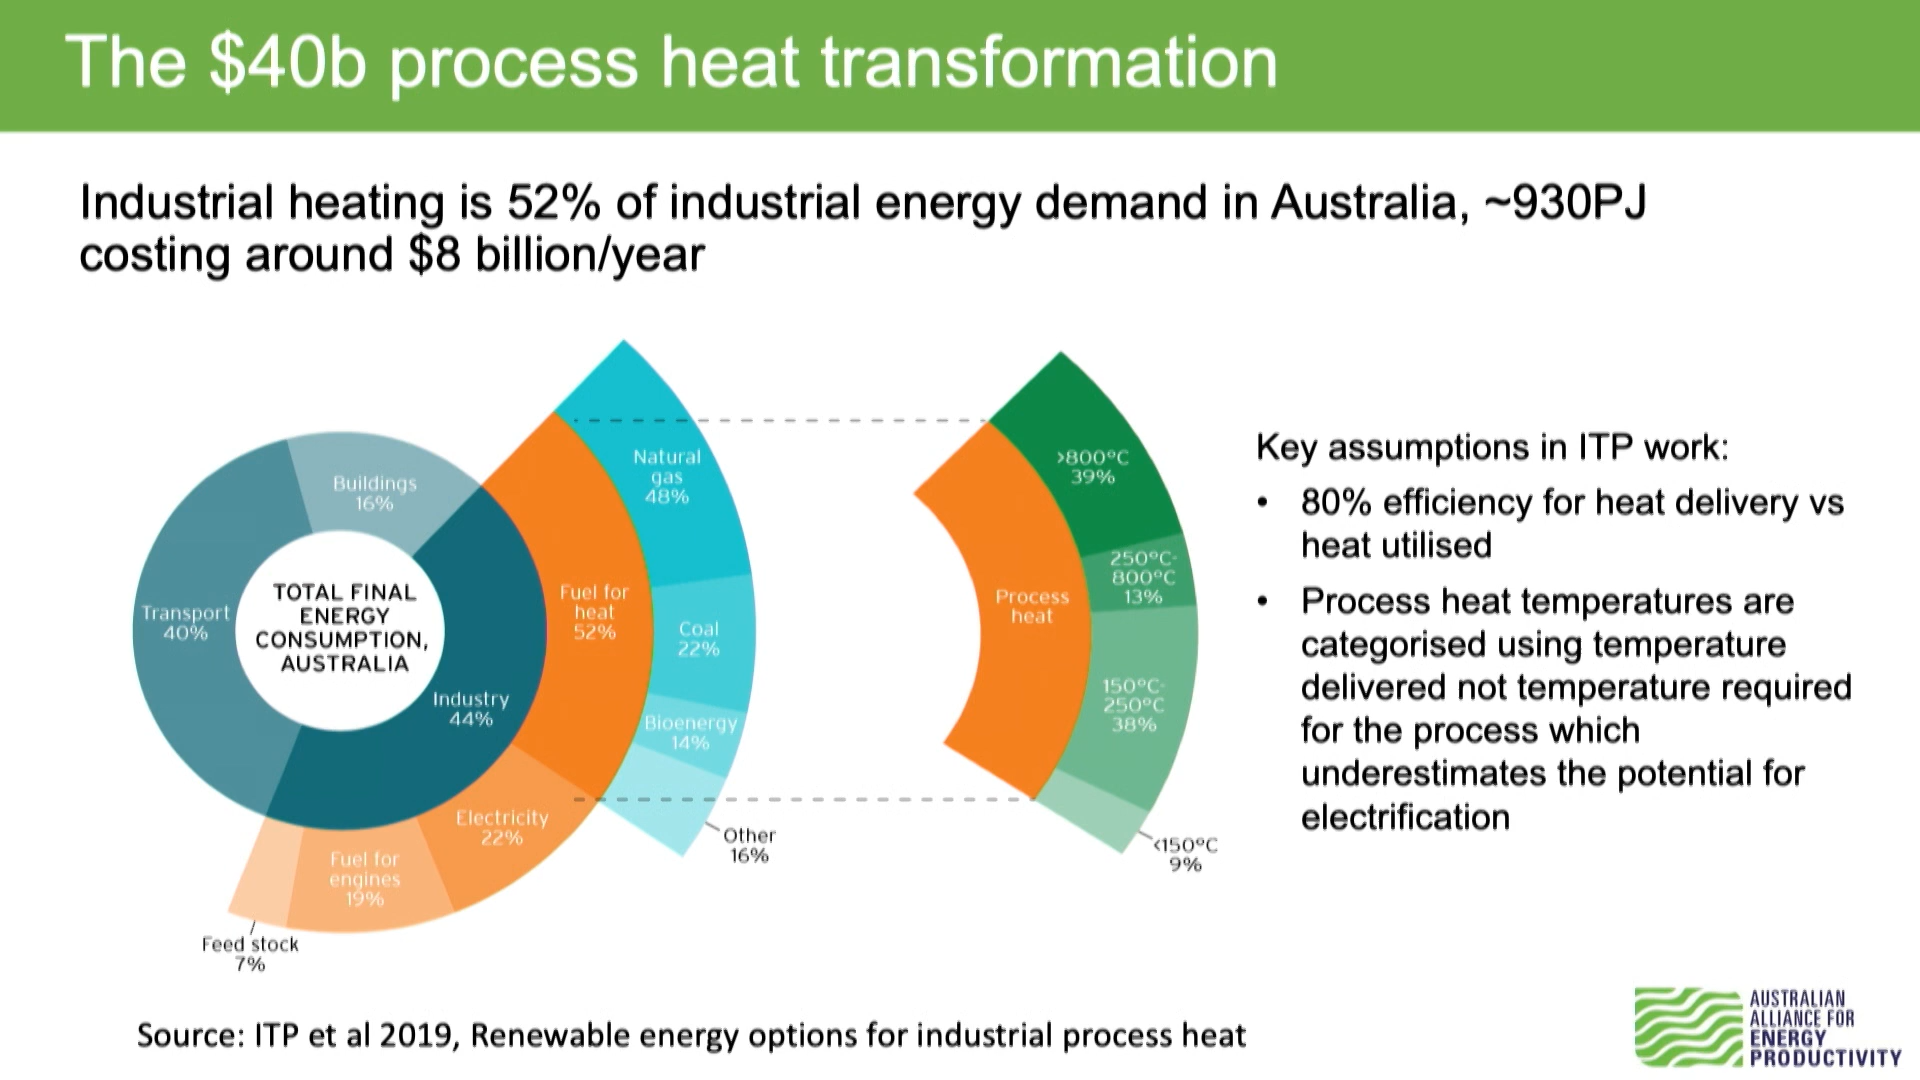 The $40b process heat transformation
Industrial heating is 52% of industrial energy demand in Australia, ~930PJ
costing around $8 billion/year
Buildings
16%
Transport
40%
TOTAL FINAL
ENERGY
CONSUMPTION,
AUSTRALIA
Industry
44%
Fuel for
heat
52%
Electricity
22%
Fuel for
engines
19%
Feed stock
7%
Natural
gas
48%
Coal
22%
Bioenergy
14%
Other
16%
Process
heat
>800°C
39%
250°C-
800°C
13%
150°C-
250°C
38%
<150°C
9%
Key assumptions in ITP work:
• 80% efficiency for heat delivery vs
heat utilised
• Process heat temperatures are
categorised using temperature
delivered not temperature required
for the process which
underestimates the potential for
electrification
Source: ITP et al 2019, Renewable energy options for industrial process heat
AUSTRALIAN
ALLIANCE FOR
ENERGY
PRODUCTIVITY